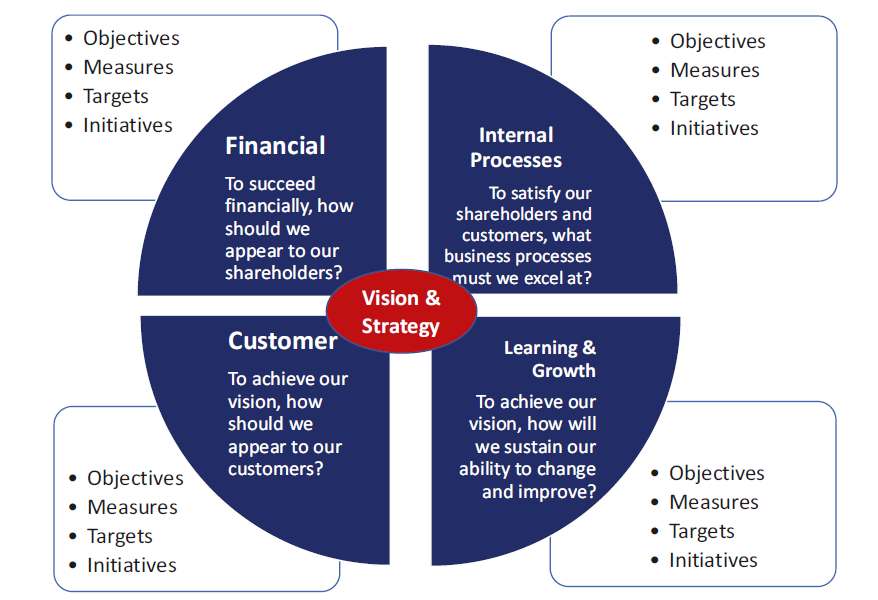 • Objectives
• Measures
• Targets
• Initiatives
Financial
To succeed
financially, how
should we
appear to our
shareholders?
• Objectives
• Measures
• Targets
• Initiatives
Internal
Processes
To satisfy our
shareholders and
customers, what
business processes
must we excel at?
Vision &
Strategy
Customer
To achieve our
vision, how
should we
appear to our
customers?
• Objectives
• Measures
• Targets
• Initiatives
Learning &
Growth
To achieve our
vision, how will
we sustain our
ability to change
and improve?
• Objectives
• Measures
• Targets
• Initiatives